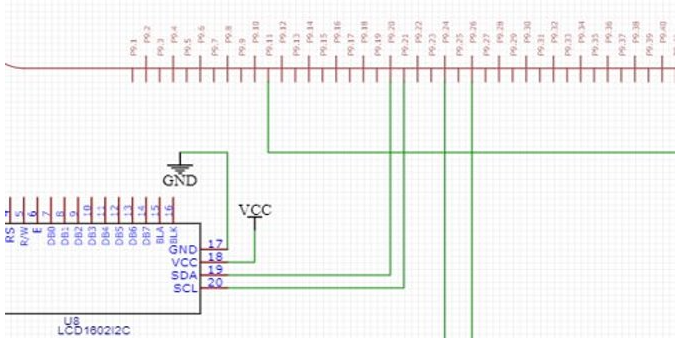 P9.1
P9.2
P9.3
P9.4
P9.5
P9.6
P9.7
P9.8
P9.9
P9.10
P9.11
P9.12
P9.13
P9.14
P9.15
P9.16
P9.17
P9.18
P9.19
P9.20
P9.21
P9.22
P9.23
P9.24
P9.25
P9.26
P9.27
P9.28
P9.29
P9.30
P9.31
P9.32
P9.33
P9.34
P9.35
P9.36
P9.37
P9.38
P9.39
P9.40
GND
VCC
5
6
7
8
9
10
11
12
13
14
15
16
RS
R/W
E
DB0
DB1
DB2
DB3
DB4
DB5
DB6
DB7
BLA
BLK
GND 17
VCC 18
SDA 19
SCL 20
U8
LCD1602I2C